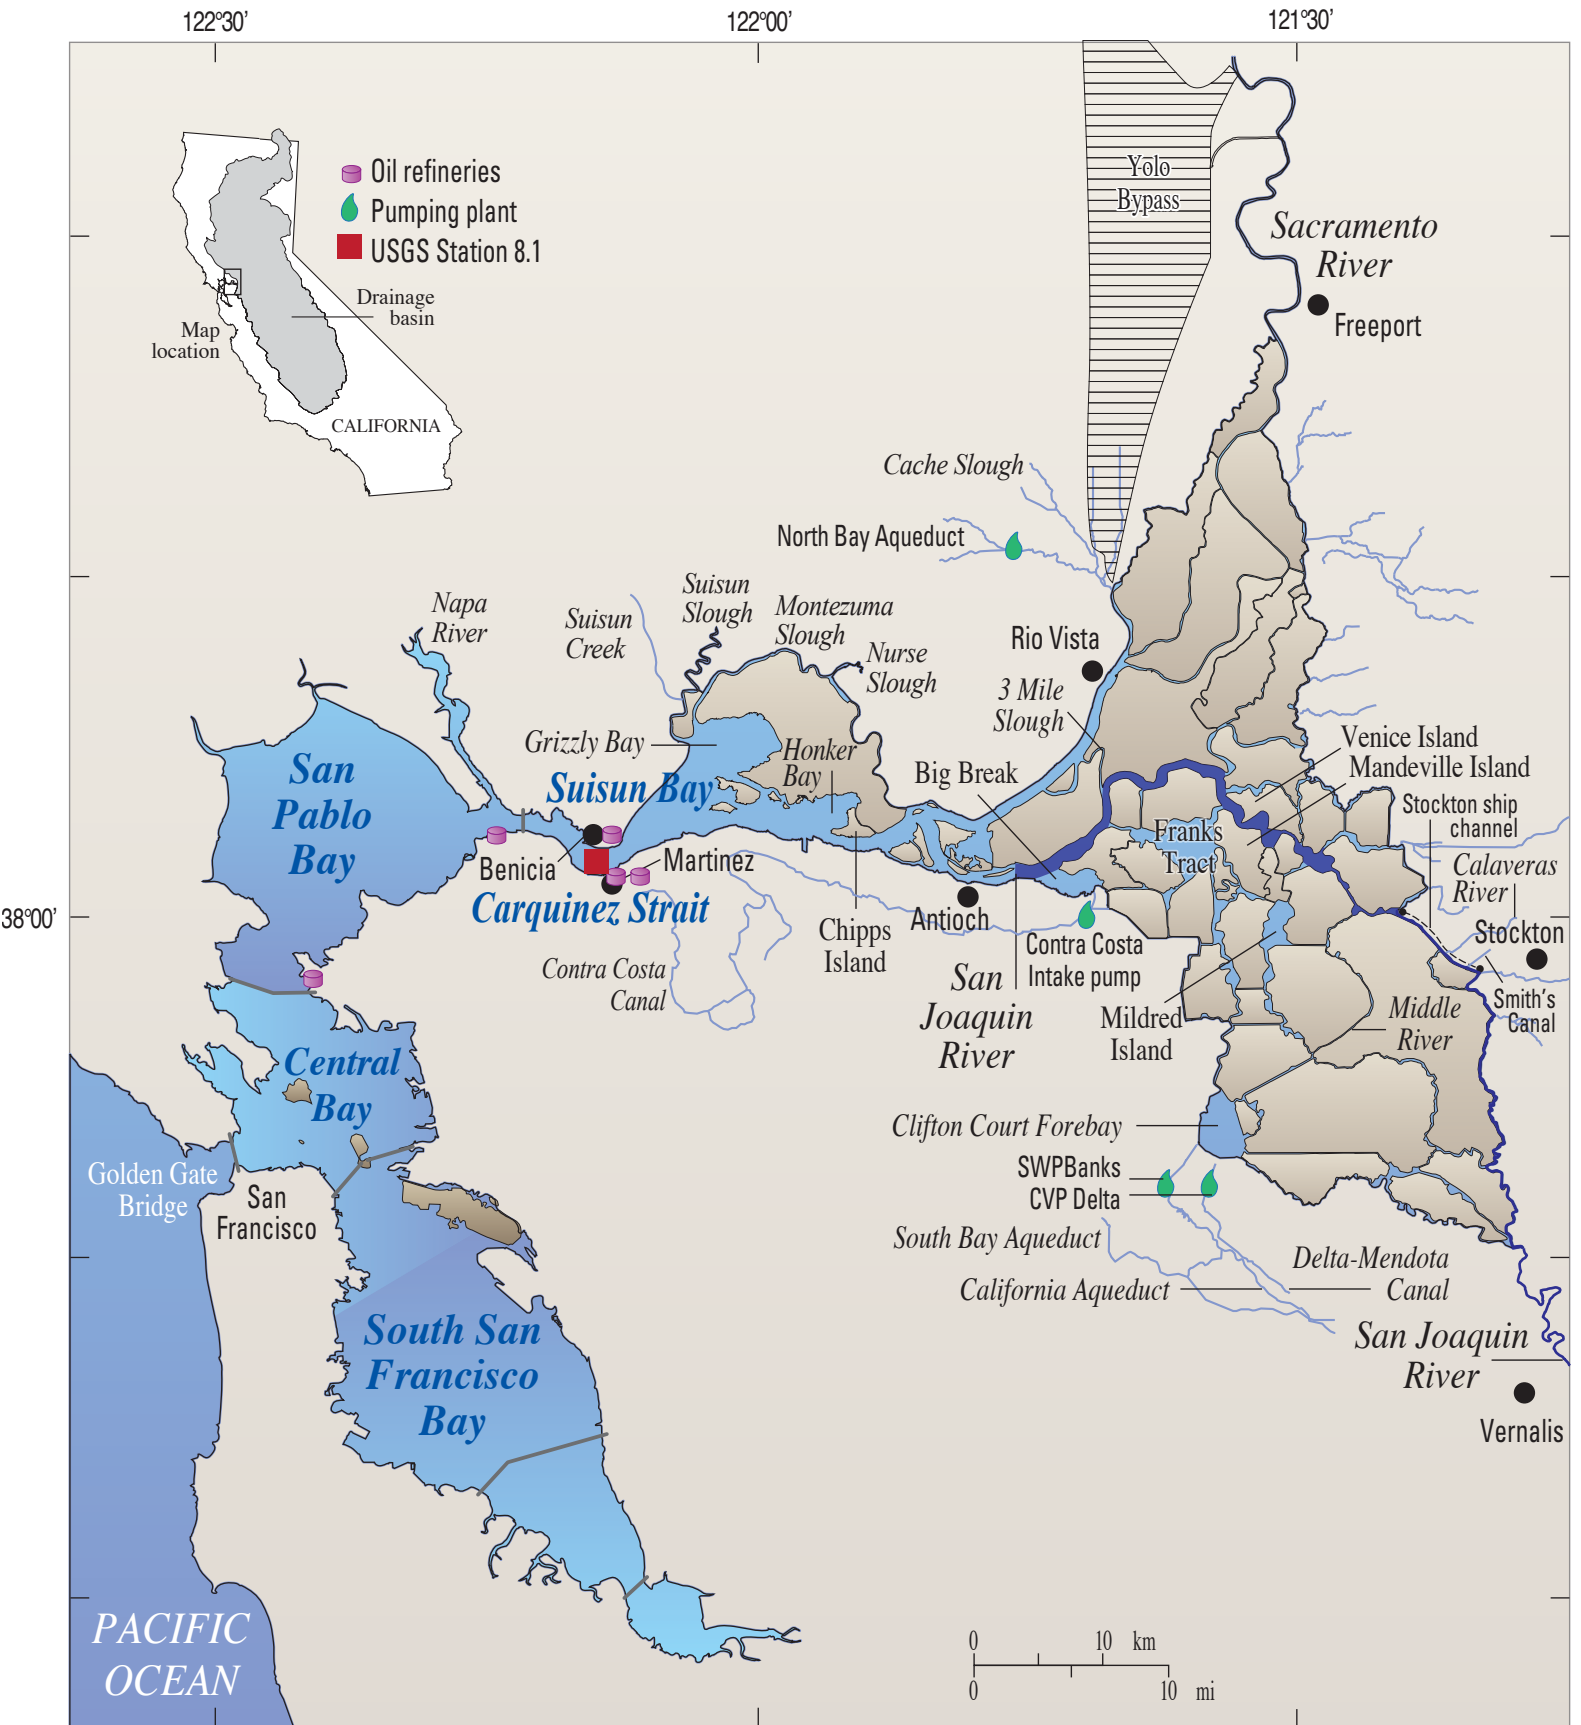 122°30'
122°00'
121°30'
Oil refineries
Pumping plant
USGS Station 8.1
Drainage
basin
Map
location
CALIFORNIA
Yolo
Bypass
Sacramento
River
Freeport
Cache Slough
North Bay Aqueduct
Napa
River
Suisun
Creek
Suisun
Slough
Montezuma
Slough
Nurse
Slough
Rio Vista
3 Mile
Slough
Grizzly Bay
Honker
Bay
Suisun Bay
Big Break
Venice Island
Mandeville Island
Stockton ship
channel
San
Pablo
Bay
Franks
Tract
Benicia
Martinez
Calaveras
River
Carquinez Strait
38°00'
Chipps
Island
Antioch
Contra Costa
Intake pump
Stockton
Contra Costa
Canal
San
Joaquin
River
Mildred
Island
Middle
River
Smith's
Canal
Central
Bay
Clifton Court Forebay
SWPBanks
CVP Delta
Golden Gate
Bridge
San
Francisco
South Bay Aqueduct
California Aqueduct
Delta-Mendota
Canal
South San
Francisco
Bay
San Joaquin
River
Vernalis
PACIFIC
OCEAN
0 10 km
0 10 mi